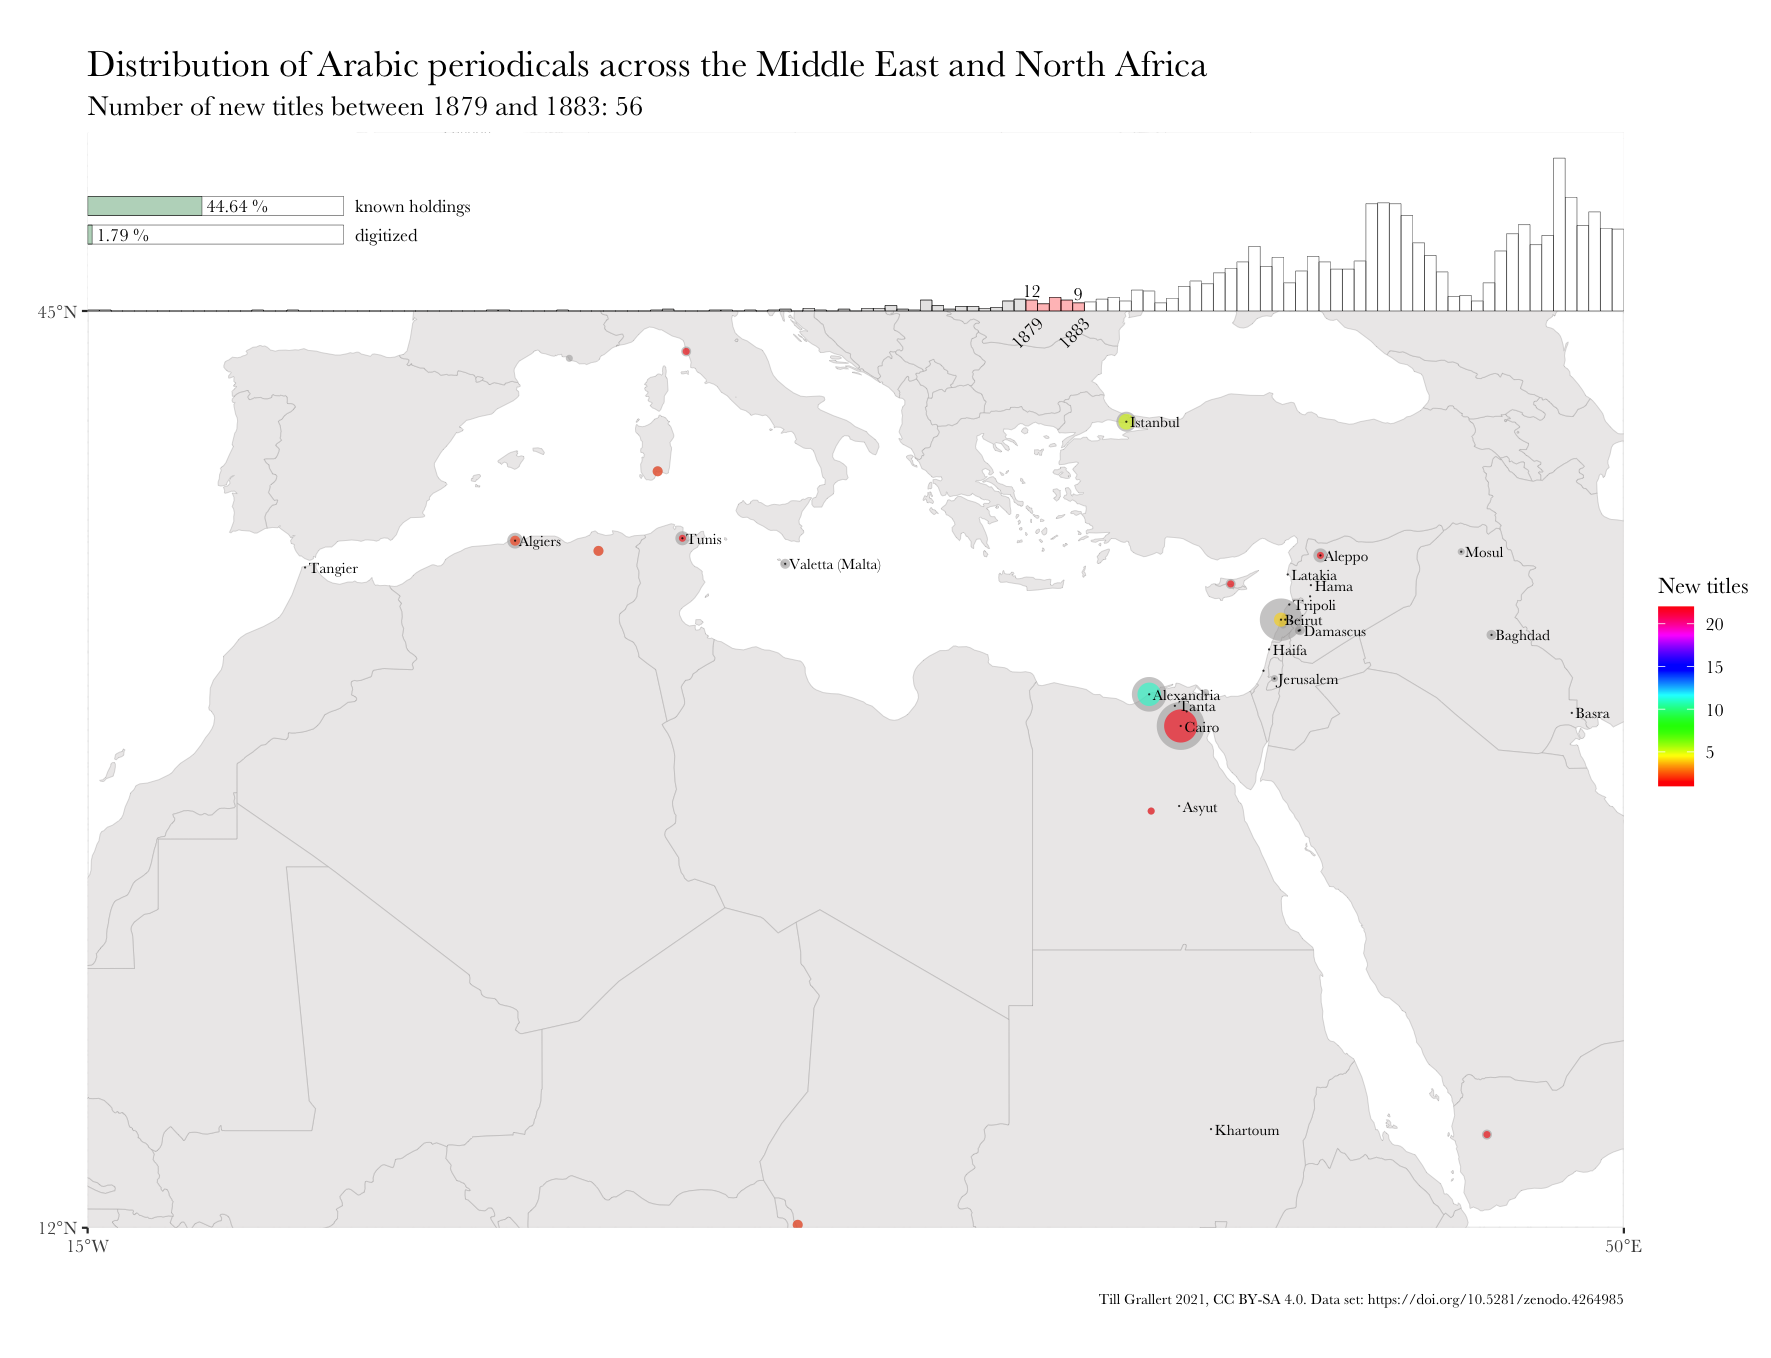 Distribution of Arabic periodicals across the Middle East and North Africa
Number of new titles between 1879 and 1883: 56
44.64 % known holdings
1.79 % digitized
12 9
45°N
1879 1883
Istanbul
Algiers
Tunis
Tangier
Valetta (Malta)
Aleppo
Mosul
Latakia
Hama
Tripoli
Beirut
Damascus
Baghdad
Haifa
Jerusalem
Alexandria
Tanta
Basra
Cairo
Asyut
Khartoum
New titles
20
15
10
5
12°N
15°W
50°E
Till Grallert 2021, CC BY-SA 4.0. Data set: https://doi.org/10.5281/zenodo.4264985